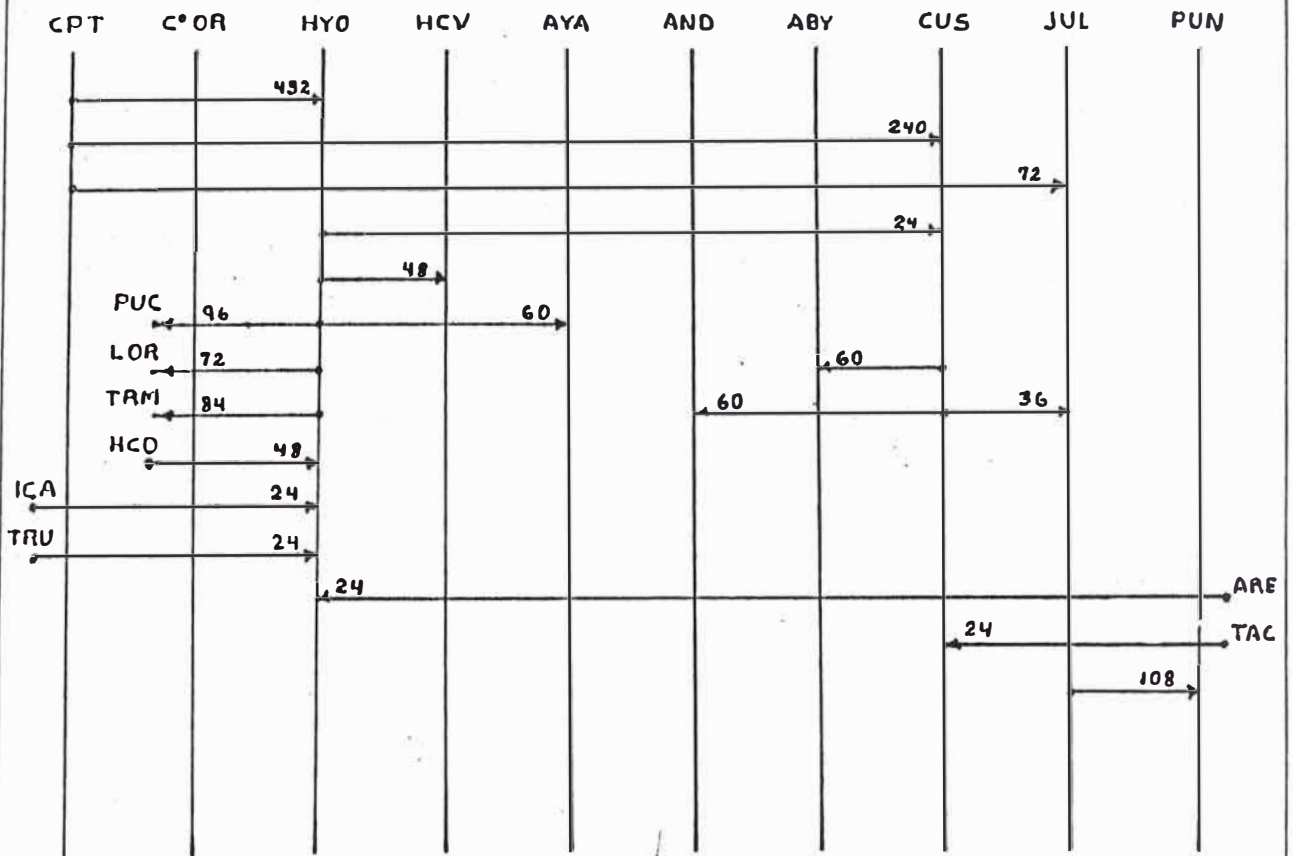 CPT C°OR HYO HCV AYA AND ABY CUS JUL PUN
492
240
72
24
48
PUC 96 60
LOR 72 60
TRM 84 60 36
HCO 48
ICA 24
TRU 24
24 ARE
24 TAC
108